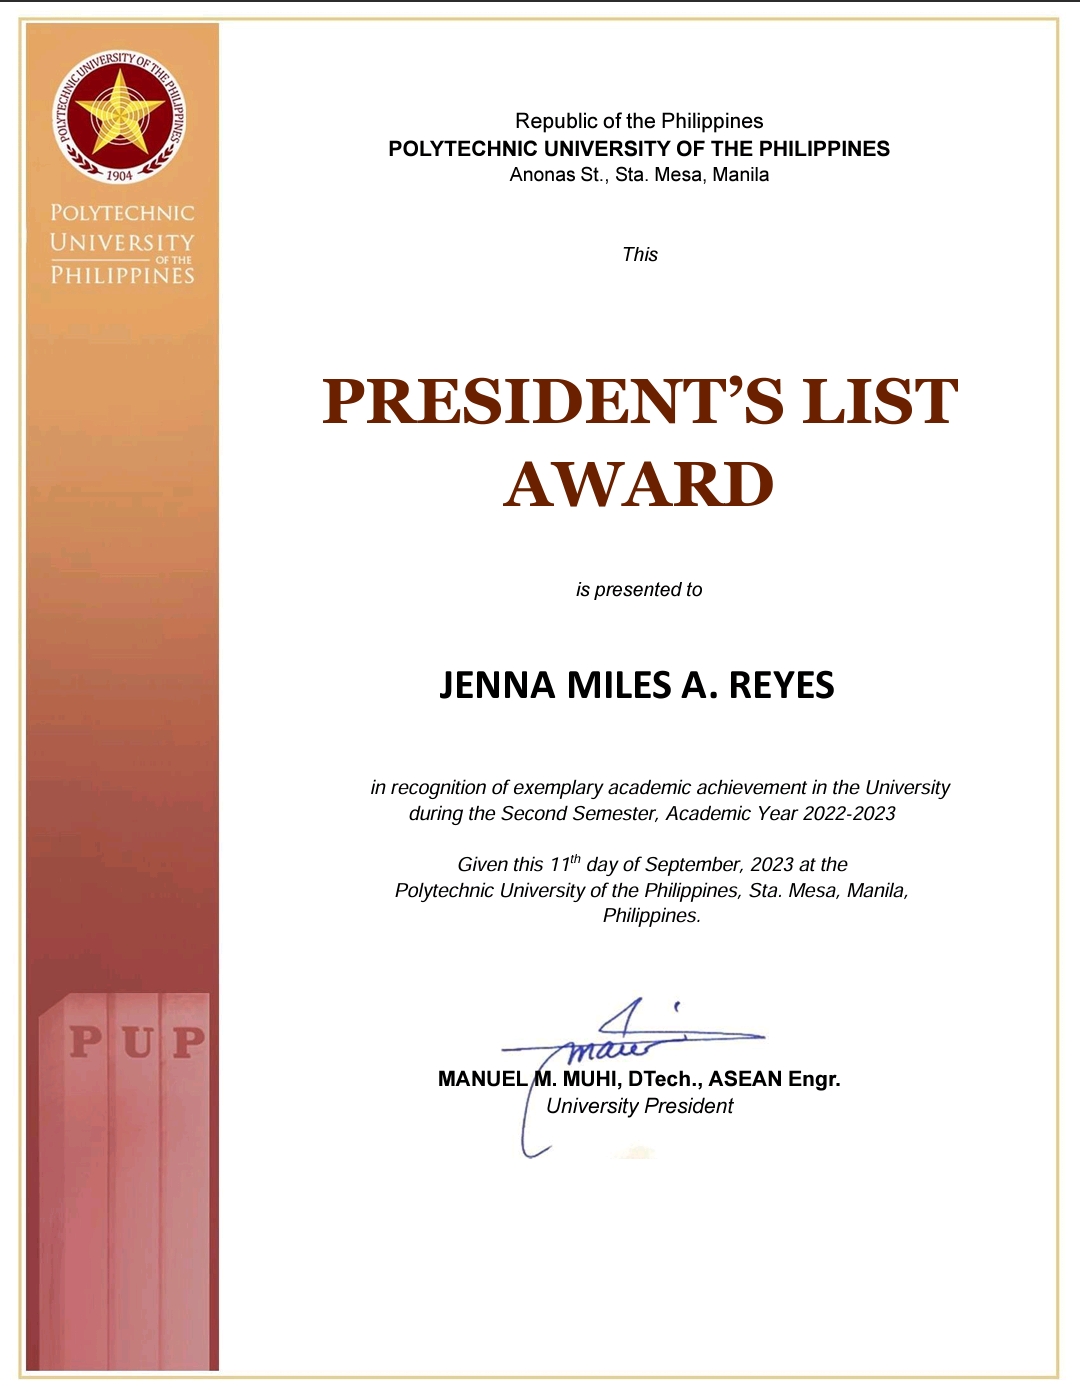 POLYTECHNIC UNIVERSITY OF THE PHILIPPINES
1904
POLYTECHNIC
UNIVERSITY
OF THE
PHILIPPINES
Republic of the Philippines
POLYTECHNIC UNIVERSITY OF THE PHILIPPINES
Anonas St., Sta. Mesa, Manila
This
PRESIDENT’S LIST
AWARD
is presented to
JENNA MILES A. REYES
in recognition of exemplary academic achievement in the University
during the Second Semester, Academic Year 2022-2023
Given this 11th day of September, 2023 at the
Polytechnic University of the Philippines, Sta. Mesa, Manila,
Philippines.
MANUEL M. MUHI, DTech., ASEAN Engr.
University President
PUP